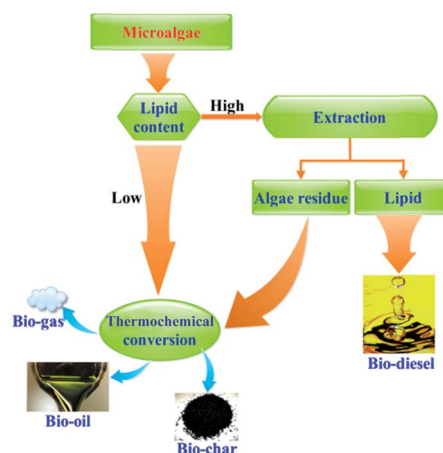 Microalgae
Lipid
content
High
Extraction
Low
Algae residue
Lipid
Bio-gas
Thermochemical
conversion
Bio-diesel
Bio-oil
Bio-char